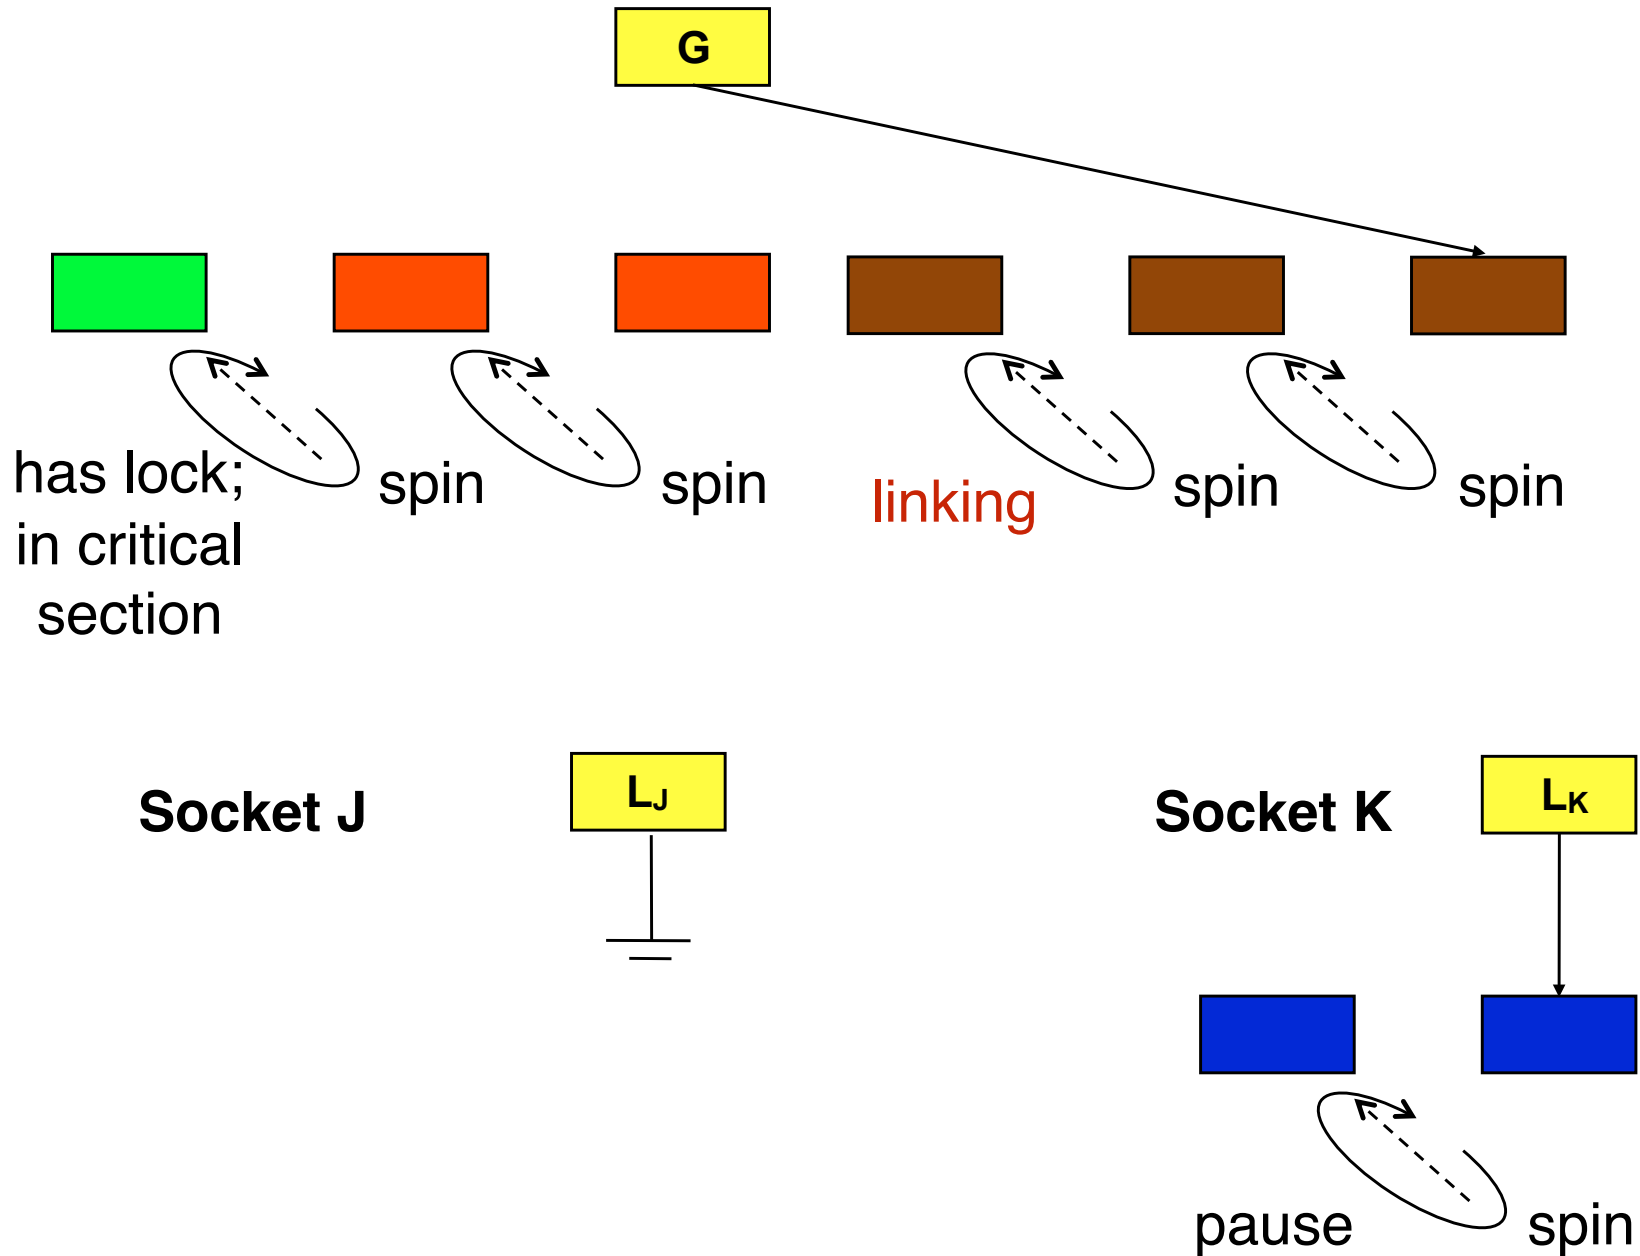 G
has lock;
in critical
section
spin
spin
linking
spin
spin
Socket J
LJ
Socket K
LK
pause
spin